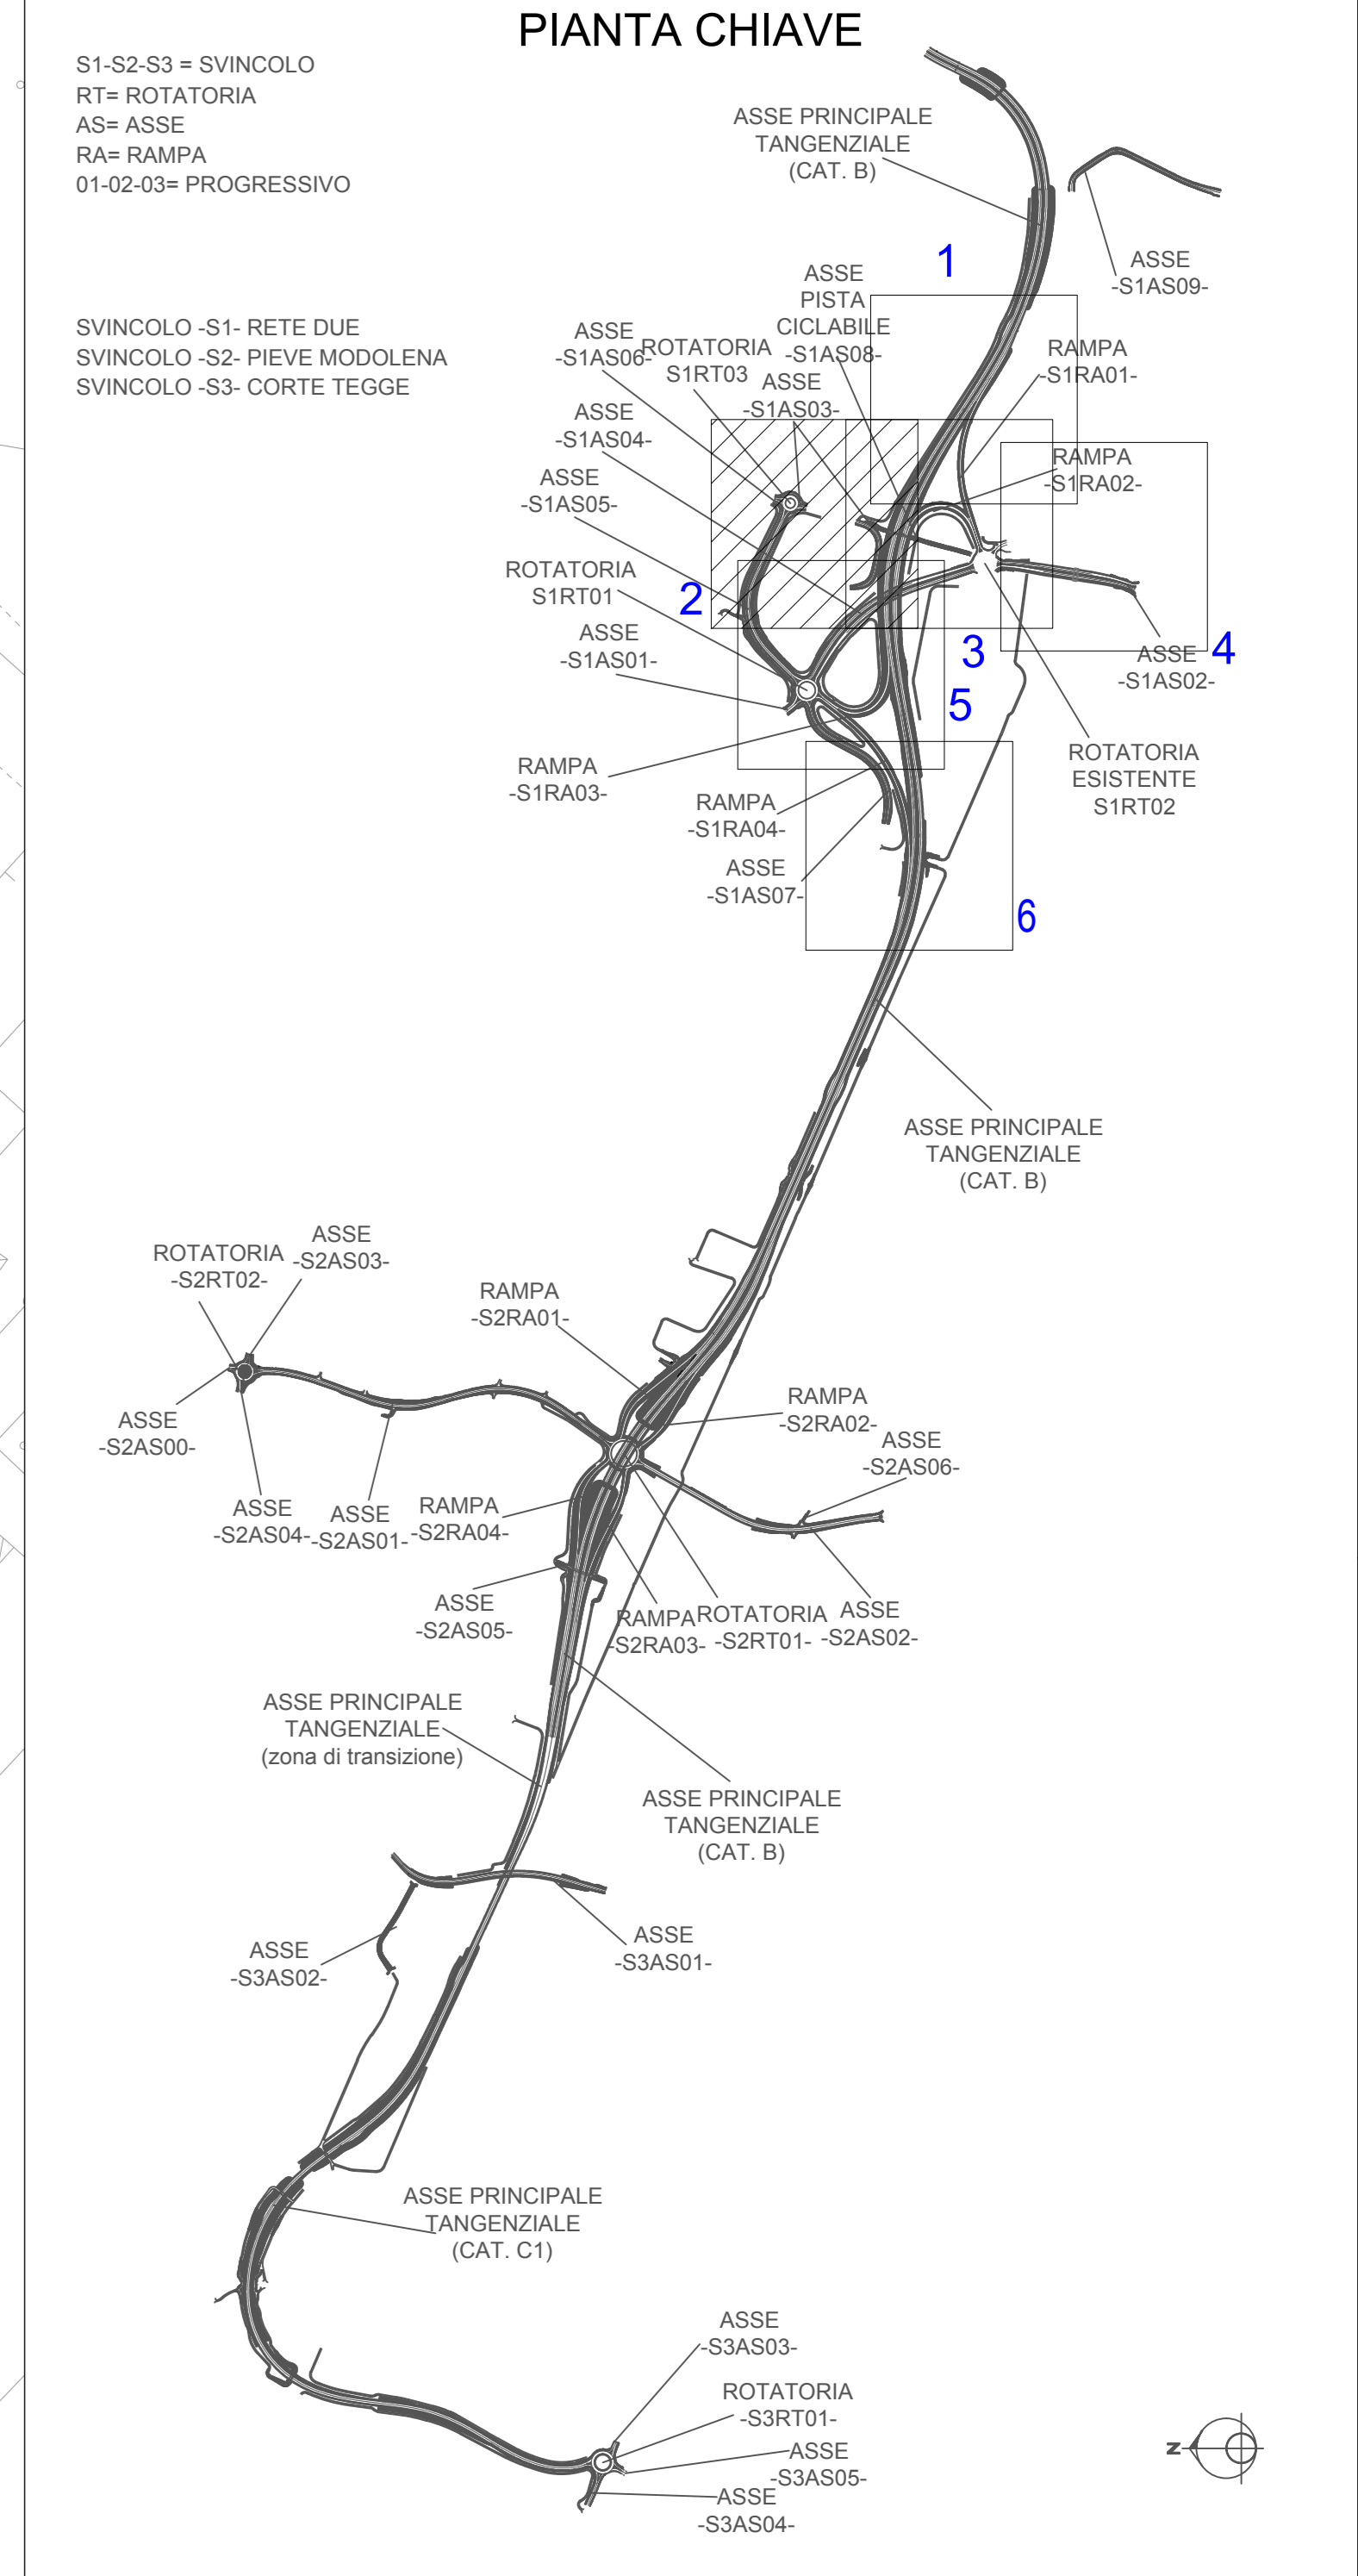 PIANTA CHIAVE
S1-S2-S3 = SVINCOLO
RT= ROTATORIA
AS= ASSE
RA= RAMPA
01-02-03= PROGRESSIVO
SVINCOLO -S1- RETE DUE
SVINCOLO -S2- PIEVE MODOLENA
SVINCOLO -S3- CORTE TEGGE
ASSE PRINCIPALE
TANGENZIALE
(CAT. B)
ASSE
-S1AS09-
1
ASSE
PISTA
CICLABILE
-S1AS08-
ASSE
-S1AS06-
ROTATORIA
S1RT03
ASSE
-S1AS03-
RAMPA
-S1RA01-
ASSE
-S1AS04-
RAMPA
-S1RA02-
ASSE
-S1AS05-
ROTATORIA
S1RT01
2
ASSE
-S1AS01-
3
ASSE
-S1AS02-
4
5
RAMPA
-S1RA03-
RAMPA
-S1RA04-
ROTATORIA
ESISTENTE
S1RT02
ASSE
-S1AS07-
6
ASSE PRINCIPALE
TANGENZIALE
(CAT. B)
ROTATORIA
-S2RT02-
ASSE
-S2AS03-
RAMPA
-S2RA01-
ASSE
-S2AS00-
RAMPA
-S2RA02-
ASSE
-S2AS06-
ASSE
-S2AS04-
ASSE
-S2AS01-
RAMPA
-S2RA04-
ASSE
-S2AS05-
RAMPA
-S2RA03-
ROTATORIA
-S2RT01-
ASSE
-S2AS02-
ASSE PRINCIPALE
TANGENZIALE
(zona di transizione)
ASSE PRINCIPALE
TANGENZIALE
(CAT. B)
ASSE
-S3AS01-
ASSE
-S3AS02-
ASSE PRINCIPALE
TANGENZIALE
(CAT. C1)
ASSE
-S3AS03-
ROTATORIA
-S3RT01-
ASSE
-S3AS05-
ASSE
-S3AS04-
N